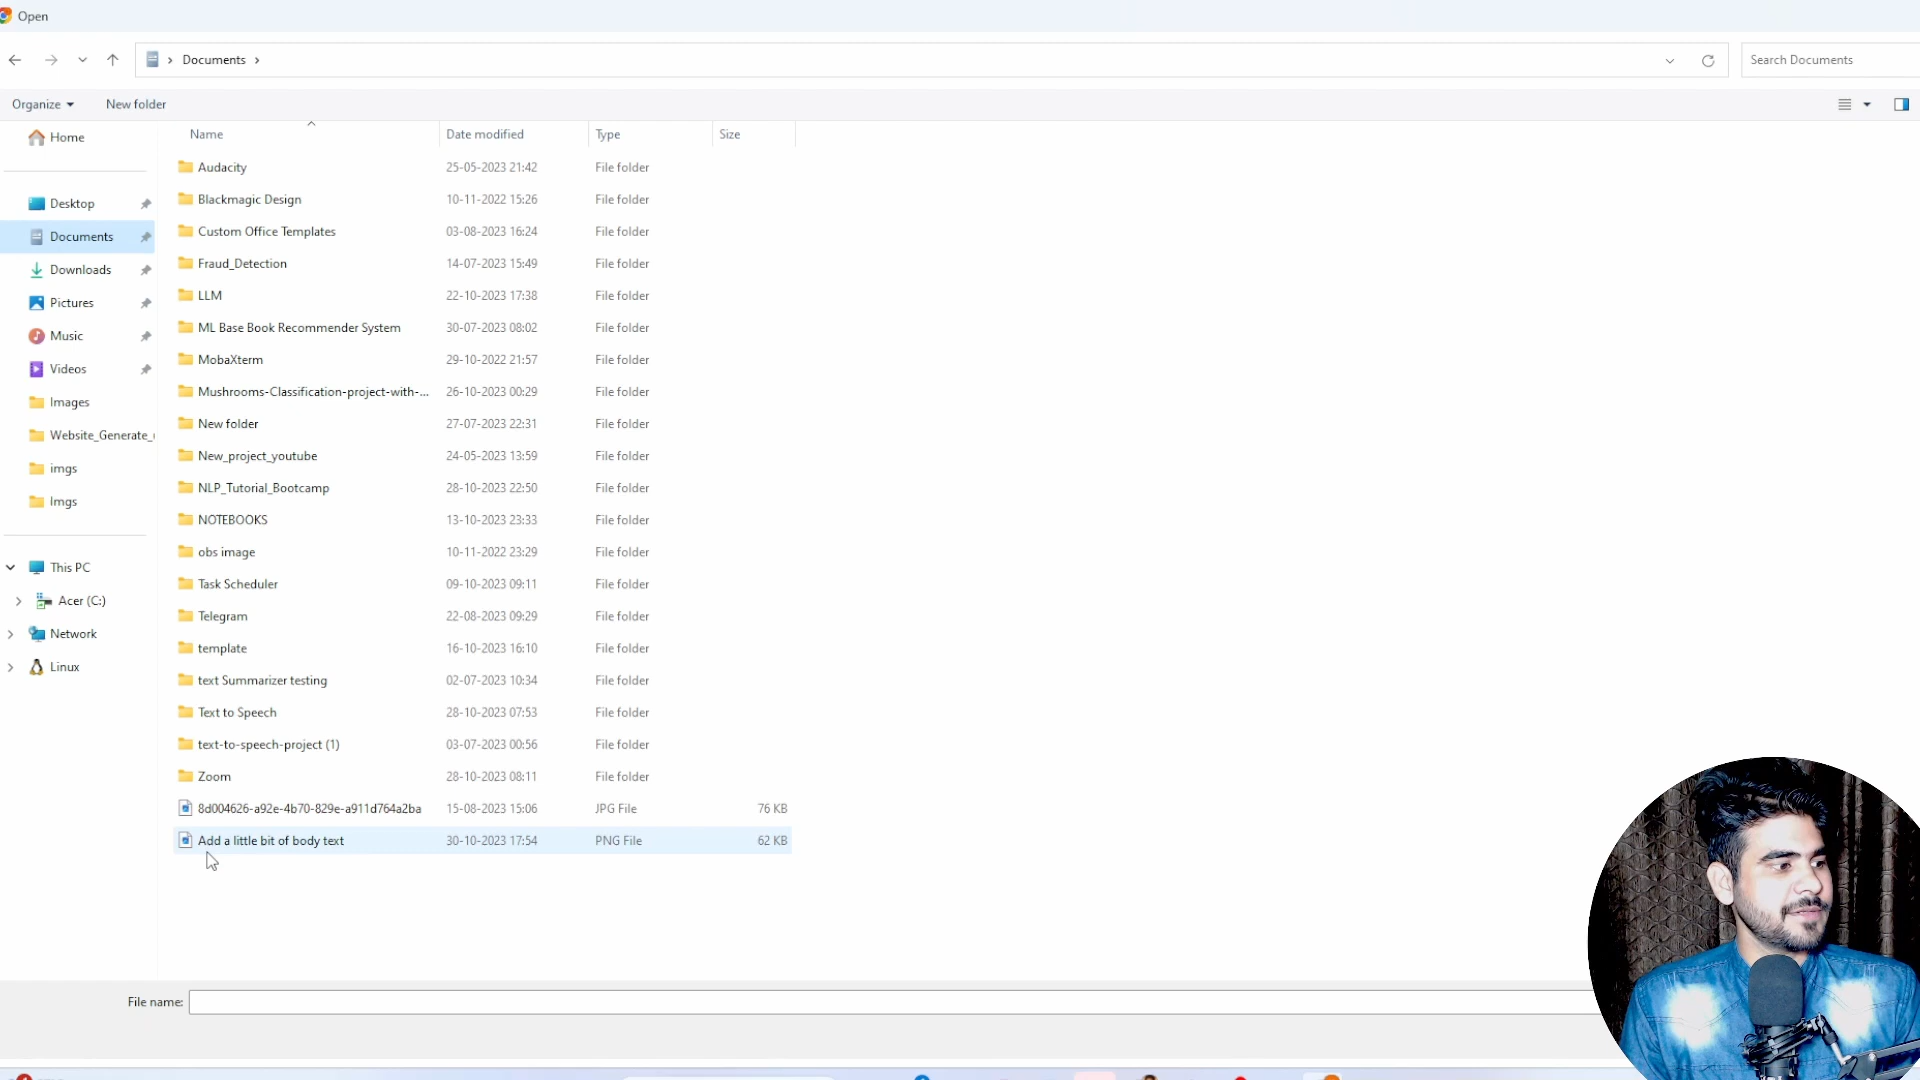 Open
Documents
Search Documents
Organize New folder
Name Date modified Type Size
Home
Desktop
Documents
Downloads
Pictures
Music
Videos
Images
Website_Generate_
imgs
Imgs
This PC
Acer (C:)
Network
Linux
Audacity 25-05-2023 21:42 File folder
Blackmagic Design 10-11-2022 15:26 File folder
Custom Office Templates 03-08-2023 16:24 File folder
Fraud_Detection 14-07-2023 15:49 File folder
LLM 22-10-2023 17:38 File folder
ML Base Book Recommender System 30-07-2023 08:02 File folder
MobaXterm 29-10-2022 21:57 File folder
Mushrooms-Classification-project-with-... 26-10-2023 00:29 File folder
New folder 27-07-2023 22:31 File folder
New_project_youtube 24-05-2023 13:59 File folder
NLP_Tutorial_Bootcamp 28-10-2023 22:50 File folder
NOTEBOOKS 13-10-2023 23:33 File folder
obs image 10-11-2022 23:29 File folder
Task Scheduler 09-10-2023 09:11 File folder
Telegram 22-08-2023 09:29 File folder
template 16-10-2023 16:10 File folder
text Summarizer testing 02-07-2023 10:34 File folder
Text to Speech 28-10-2023 07:53 File folder
text-to-speech-project (1) 03-07-2023 00:56 File folder
Zoom 28-10-2023 08:11 File folder
8d004626-a92e-4b70-829e-a911d764a2ba 15-08-2023 15:06 JPG File 76 KB
Add a little bit of body text 30-10-2023 17:54 PNG File 62 KB
File name: